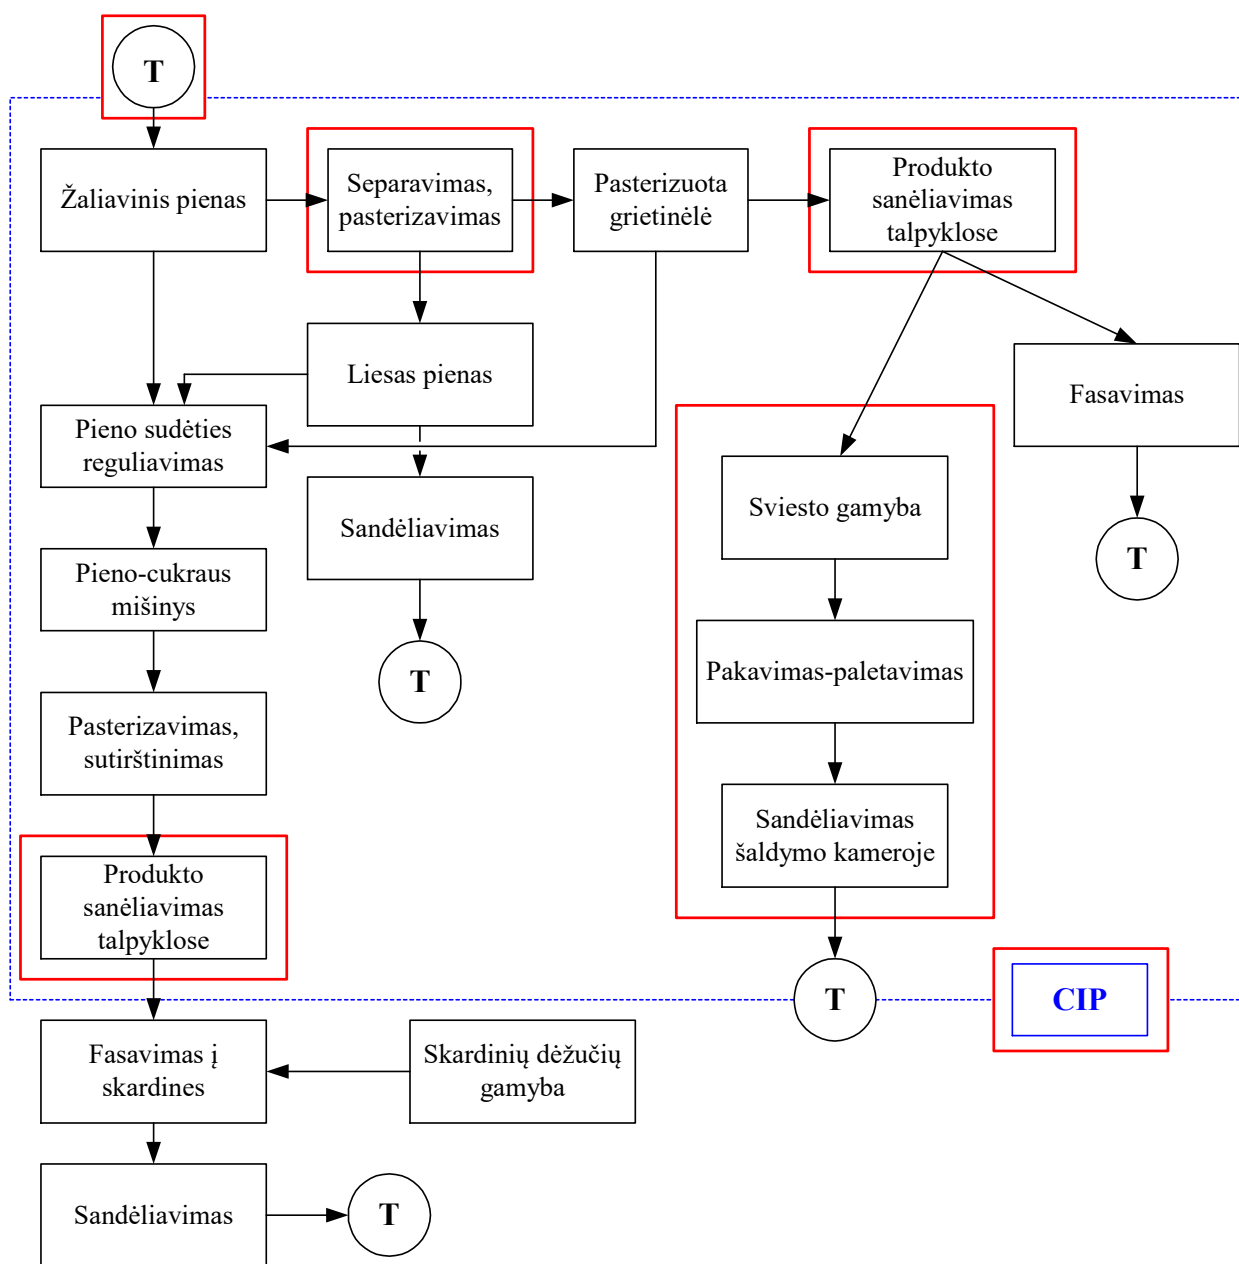 T
Žaliavinis pienas
Separavimas,
pasterizavimas
Pasterizuota
grietinėlė
Produkto
sanėliavimas
talpyklose
Liesas pienas
Fasavimas
Pieno sudėties
reguliavimas
Sandėliavimas
Sviesto gamyba
T
Pieno-cukraus
mišinys
T
Pakavimas-paletavimas
Pasterizavimas,
sutirštinimas
Sandėliavimas
šaldymo kameroje
Produkto
sanėliavimas
talpyklose
T
CIP
Fasavimas į
skardines
Skardinių dėžučių
gamyba
Sandėliavimas
T